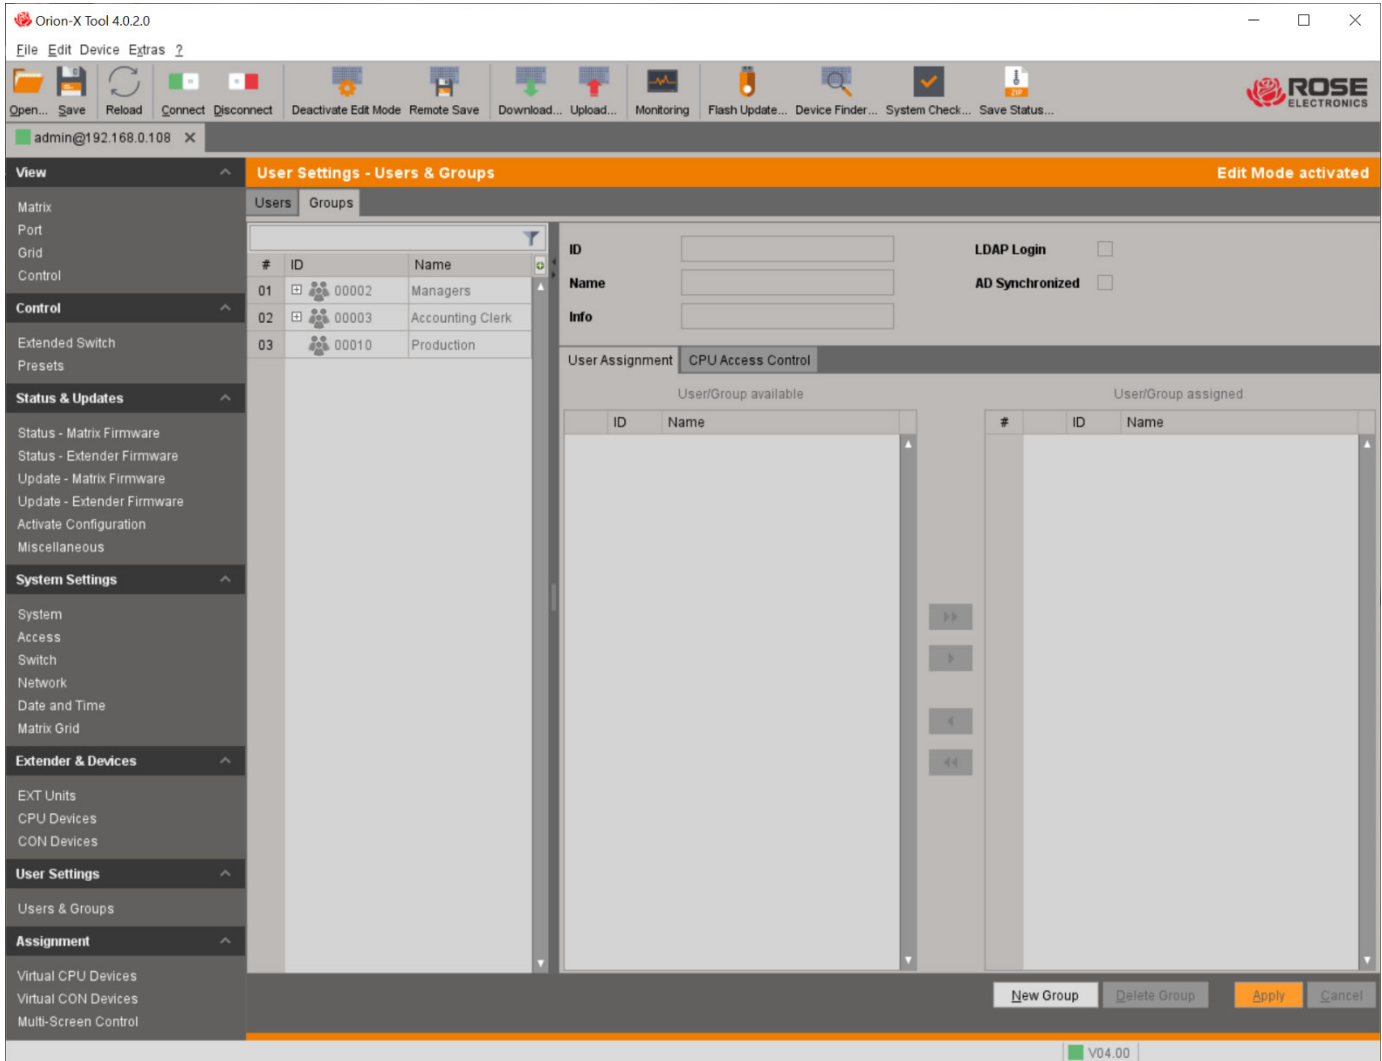 Orion-X Tool 4.0.2.0
File Edit Device Extras ?
Open... Save Reload Connect Disconnect Deactivate Edit Mode Remote Save Download... Upload... Monitoring Flash Update... Device Finder... System Check... ZIP Save Status... ROSE ELECTRONICS
admin@192.168.0.108
View
Matrix
Port
Grid
Control
Control
Extended Switch
Presets
Status & Updates
Status - Matrix Firmware
Status - Extender Firmware
Update - Matrix Firmware
Update - Extender Firmware
Activate Configuration
Miscellaneous
System Settings
System
Access
Switch
Network
Date and Time
Matrix Grid
Extender & Devices
EXT Units
CPU Devices
CON Devices
User Settings
Users & Groups
Assignment
Virtual CPU Devices
Virtual CON Devices
Multi-Screen Control
User Settings - Users & Groups Edit Mode activated
Users Groups
# ID Name
01 00002 Managers
02 00003 Accounting Clerk
03 00010 Production
ID LDAP Login
Name AD Synchronized
Info
User Assignment CPU Access Control
User/Group available User/Group assigned
ID Name # ID Name
New Group Delete Group Apply Cancel
V04.00